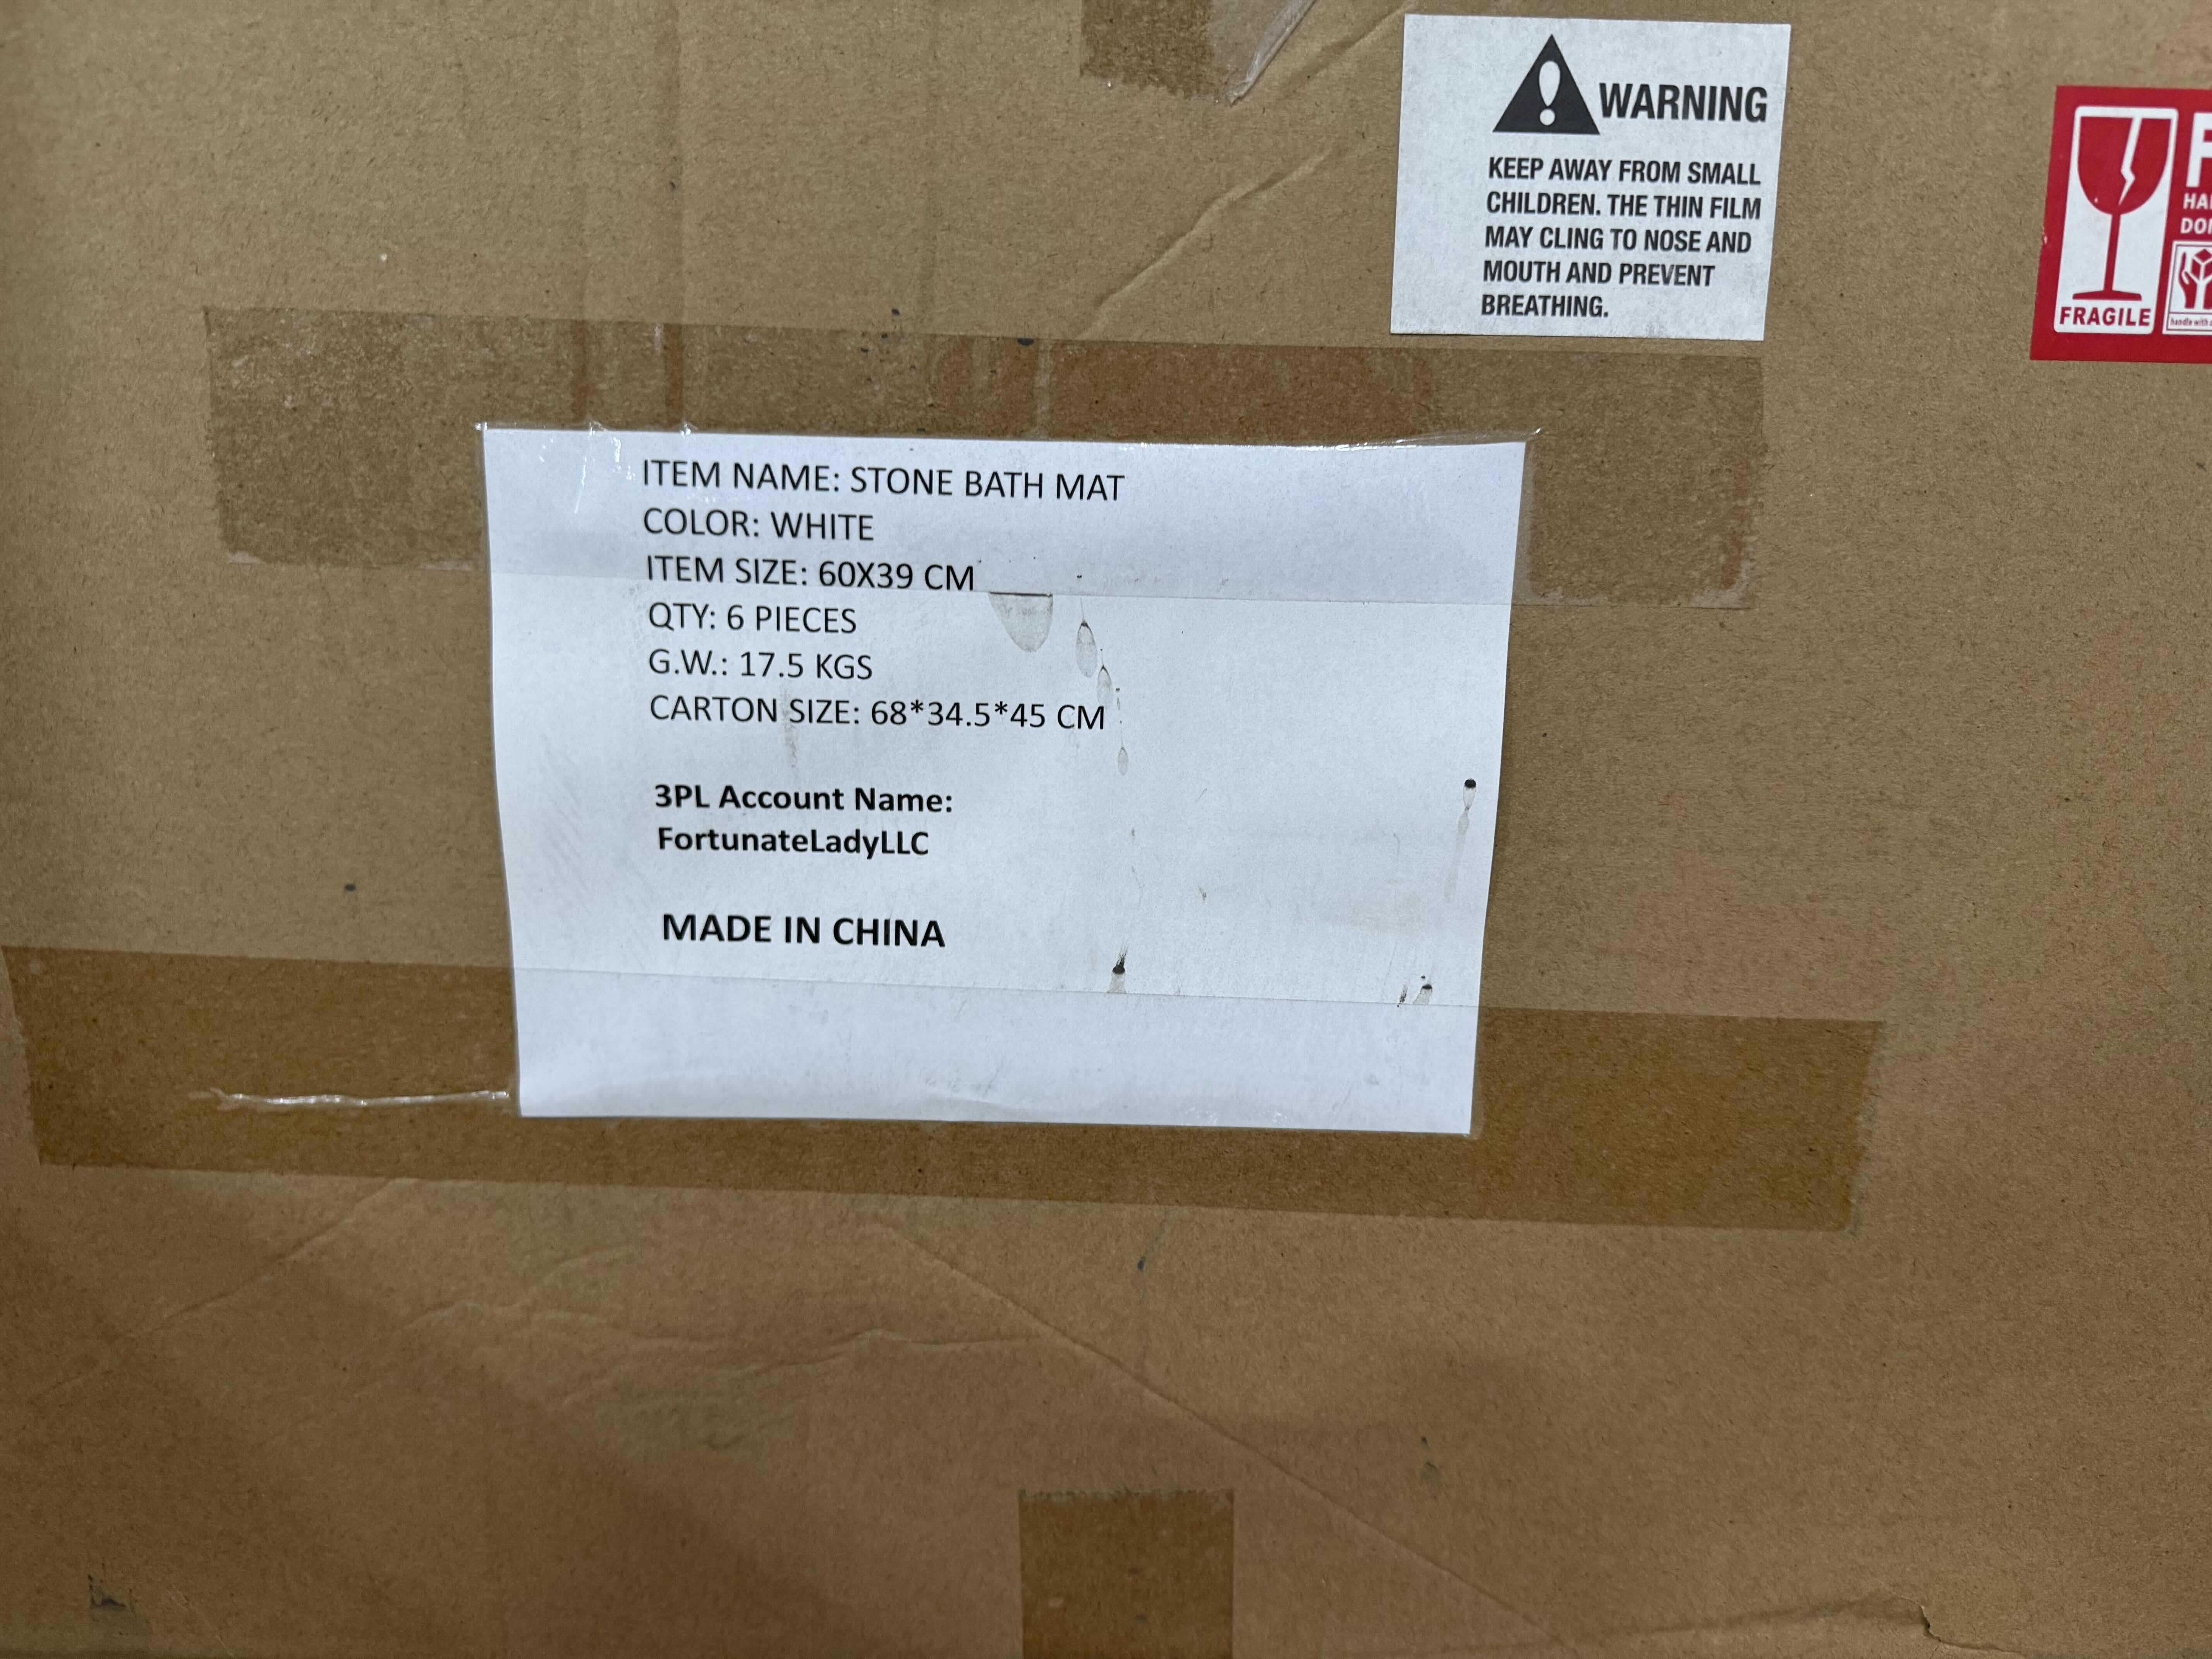 WARNING
KEEP AWAY FROM SMALL
CHILDREN. THE THIN FILM
MAY CLING TO NOSE AND
MOUTH AND PREVENT
BREATHING.
FRAGILE
ITEM NAME: STONE BATH MAT
COLOR: WHITE
ITEM SIZE: 60X39 CM
QTY: 6 PIECES
G.W.: 17.5 KGS
CARTON SIZE: 68*34.5*45 CM
3PL Account Name:
FortunateLadyLLC
MADE IN CHINA